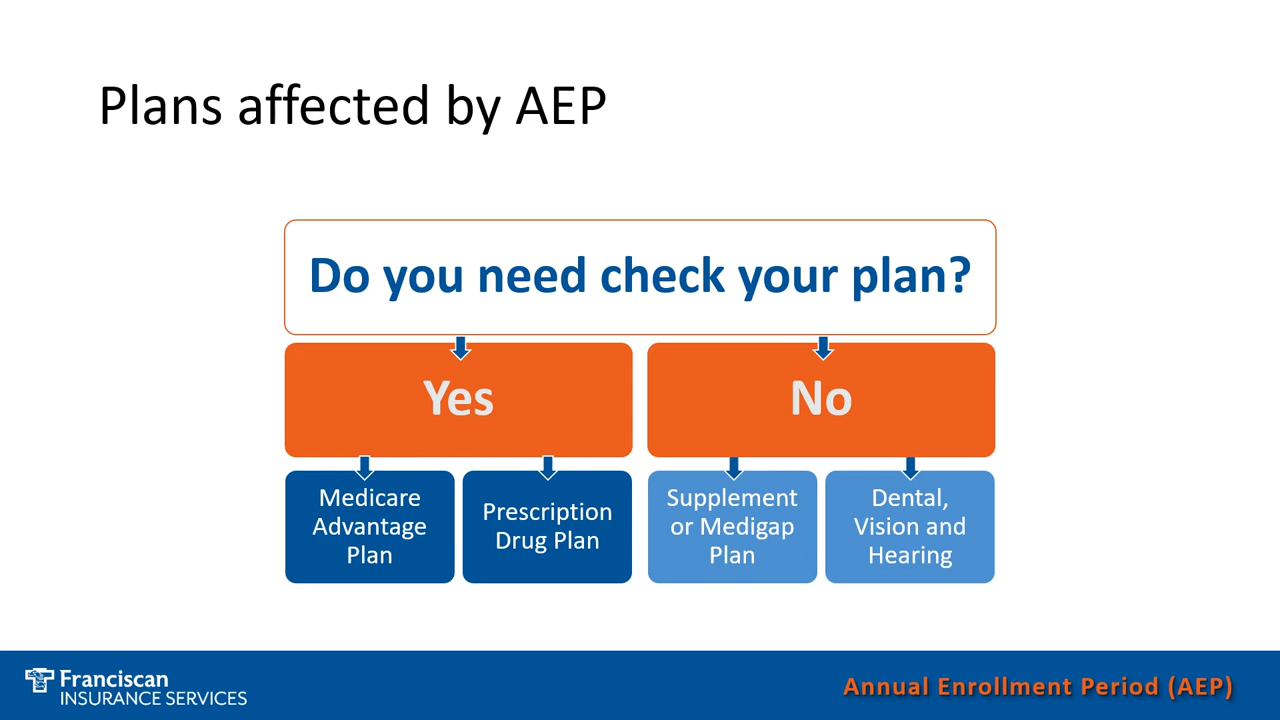 Plans affected by AEP
Do you need check your plan?
Yes
No
Medicare
Advantage
Plan
Prescription
Drug Plan
Supplement
or Medigap
Plan
Dental,
Vision and
Hearing
Franciscan
INSURANCE SERVICES
Annual Enrollment Period (AEP)